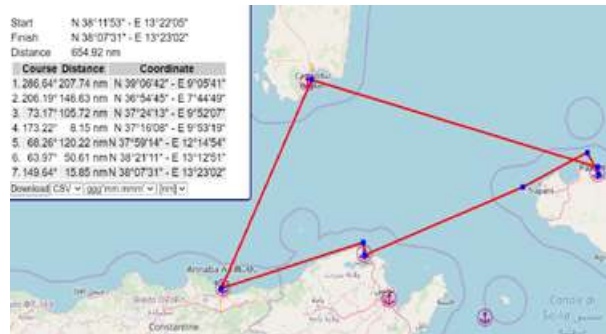 Start N 38°11'53" - E 13°22'05"
Finish N 38°07'31" - E 13°23'02"
Distance 654.92 nm
Course Distance Coordinate
1. 286.64° 207.74 nm N 39°06'42" - E 9°05'41"
2. 206.19° 146.63 nm N 36°54'45" - E 7°44'49"
3. 73.17° 105.72 nm N 37°24'13" - E 9°52'07"
4. 173.22° 8.15 nm N 37°16'08" - E 9°53'19"
5. 68.26° 120.22 nm N 37°59'14" - E 12°14'54"
6. 63.97° 50.61 nm N 38°21'11" - E 13°12'51"
7. 149.64° 15.85 nm N 38°07'31" - E 13°23'02"
Download CSV ggg°mm.mmm' [nm]
Trapani
Annaba
Constantine